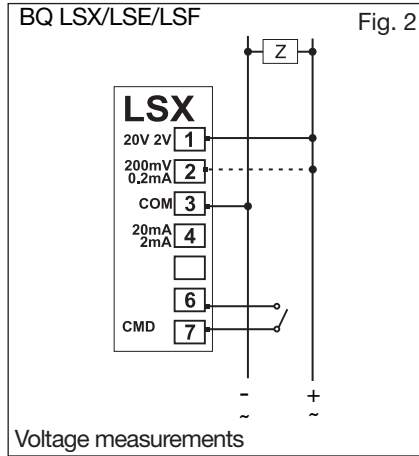 BQ LSX/LSE/LSF
Fig. 2
Z
LSX
20V 2V 1
200mV
0.2mA 2
COM 3
20mA
2mA 4
6
CMD 7
- +
~ ~
Voltage measurements